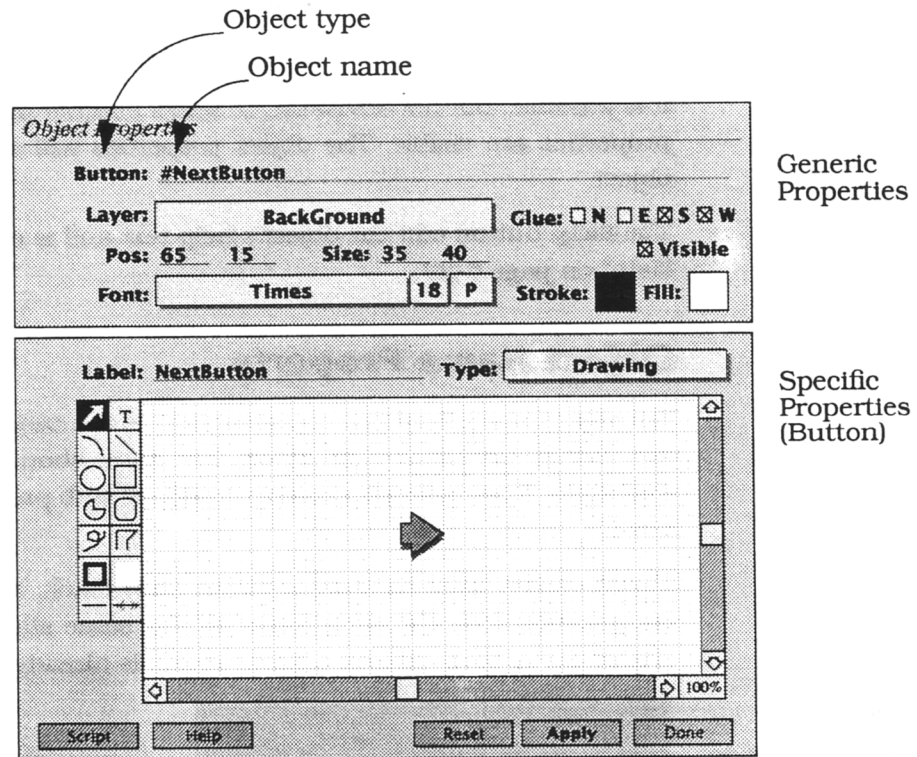 Object type
Object name
Object Properties
Button: #NextButton
Generic Properties
Layer: BackGround Glue: N E S W
Pos: 65 15 Size: 35 40 Visible
Font: Times 18 P Stroke: Fill:
Label: NextButton Type: Drawing
Specific Properties (Button)
T
100%
Script Help Reset Apply Done